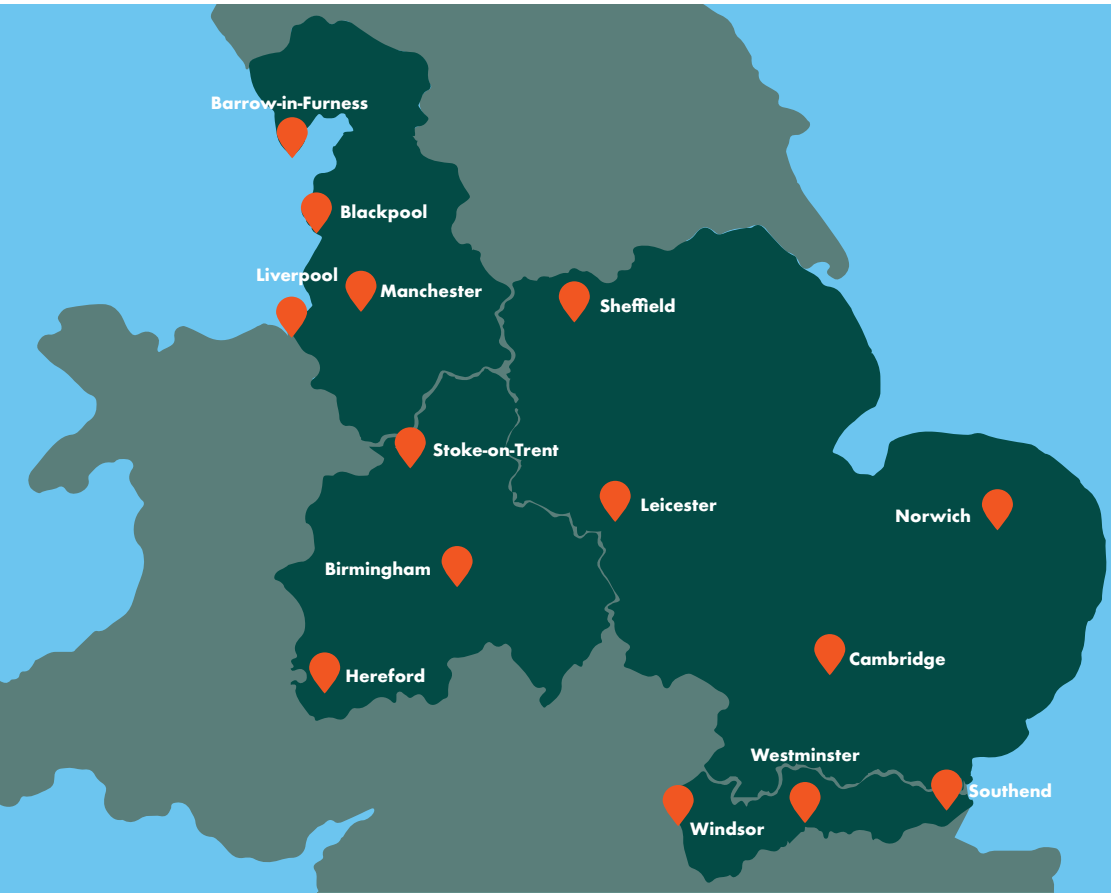 Barrow-in-Furness
Blackpool
Liverpool
Manchester
Sheffield
Stoke-on-Trent
Leicester
Norwich
Birmingham
Cambridge
Hereford
Westminster
Southend
Windsor